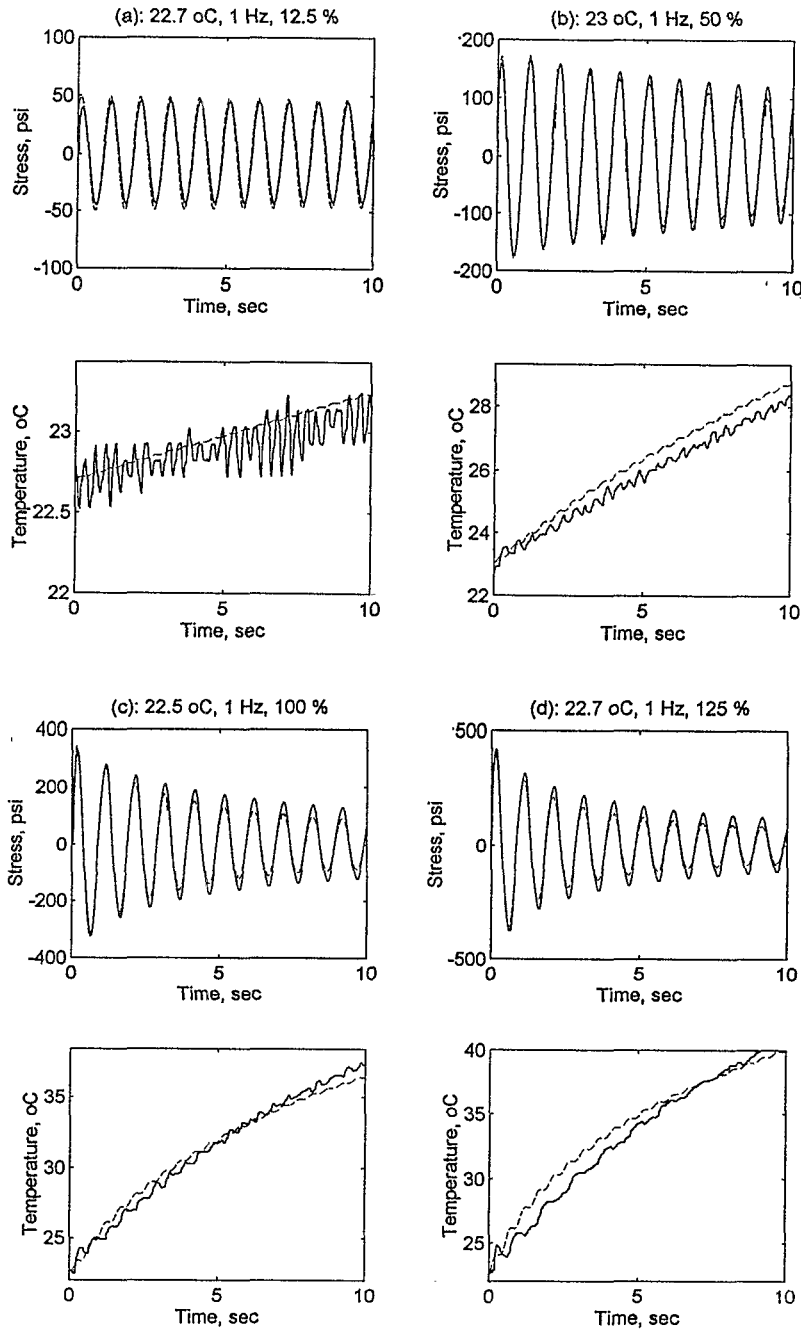 (a): 22.7 oC, 1 Hz, 12.5 %
100
50
0
-50
-100
Stress, psi
0
5
10
Time, sec
(b): 23 oC, 1 Hz, 50 %
200
100
0
-100
-200
Stress, psi
0
5
10
Time, sec
23
22.5
22
Temperature, oC
0
5
10
Time, sec
28
26
24
22
Temperature, oC
0
5
10
Time, sec
(c): 22.5 oC, 1 Hz, 100 %
400
200
0
-200
-400
Stress, psi
0
5
10
Time, sec
(d): 22.7 oC, 1 Hz, 125 %
500
0
-500
Stress, psi
0
5
10
Time, sec
35
30
25
Temperature, oC
0
5
10
Time, sec
40
35
30
25
Temperature, oC
0
5
10
Time, sec